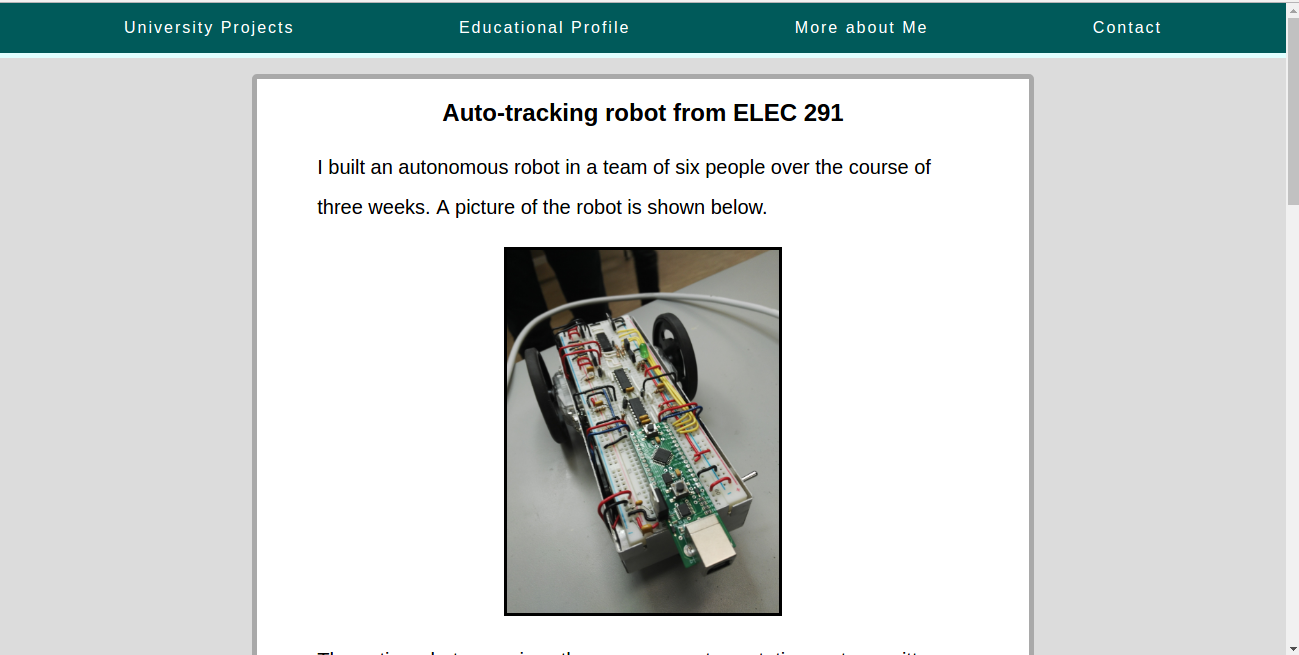 University Projects Educational Profile More about Me Contact
Auto-tracking robot from ELEC 291
I built an autonomous robot in a team of six people over the course of
three weeks. A picture of the robot is shown below.